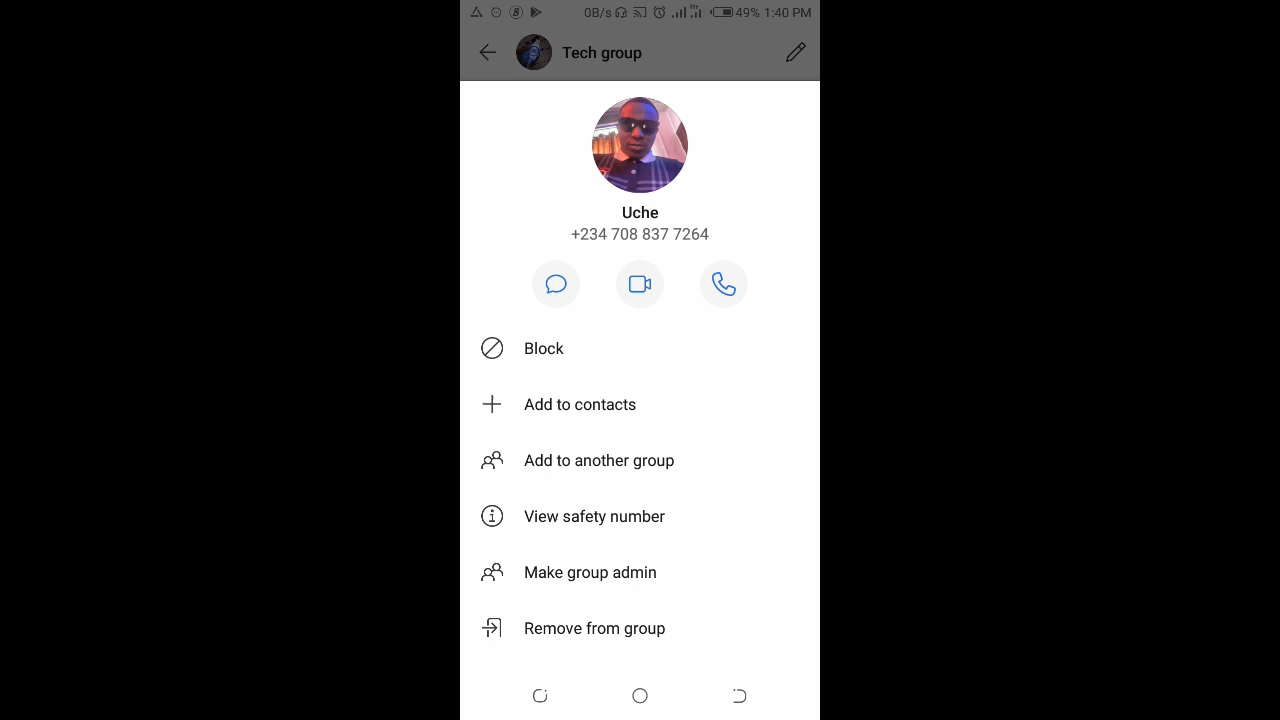 0B/s 49% 1:40 PM
Tech group
Uche
+234 708 837 7264
Block
Add to contacts
Add to another group
View safety number
Make group admin
Remove from group